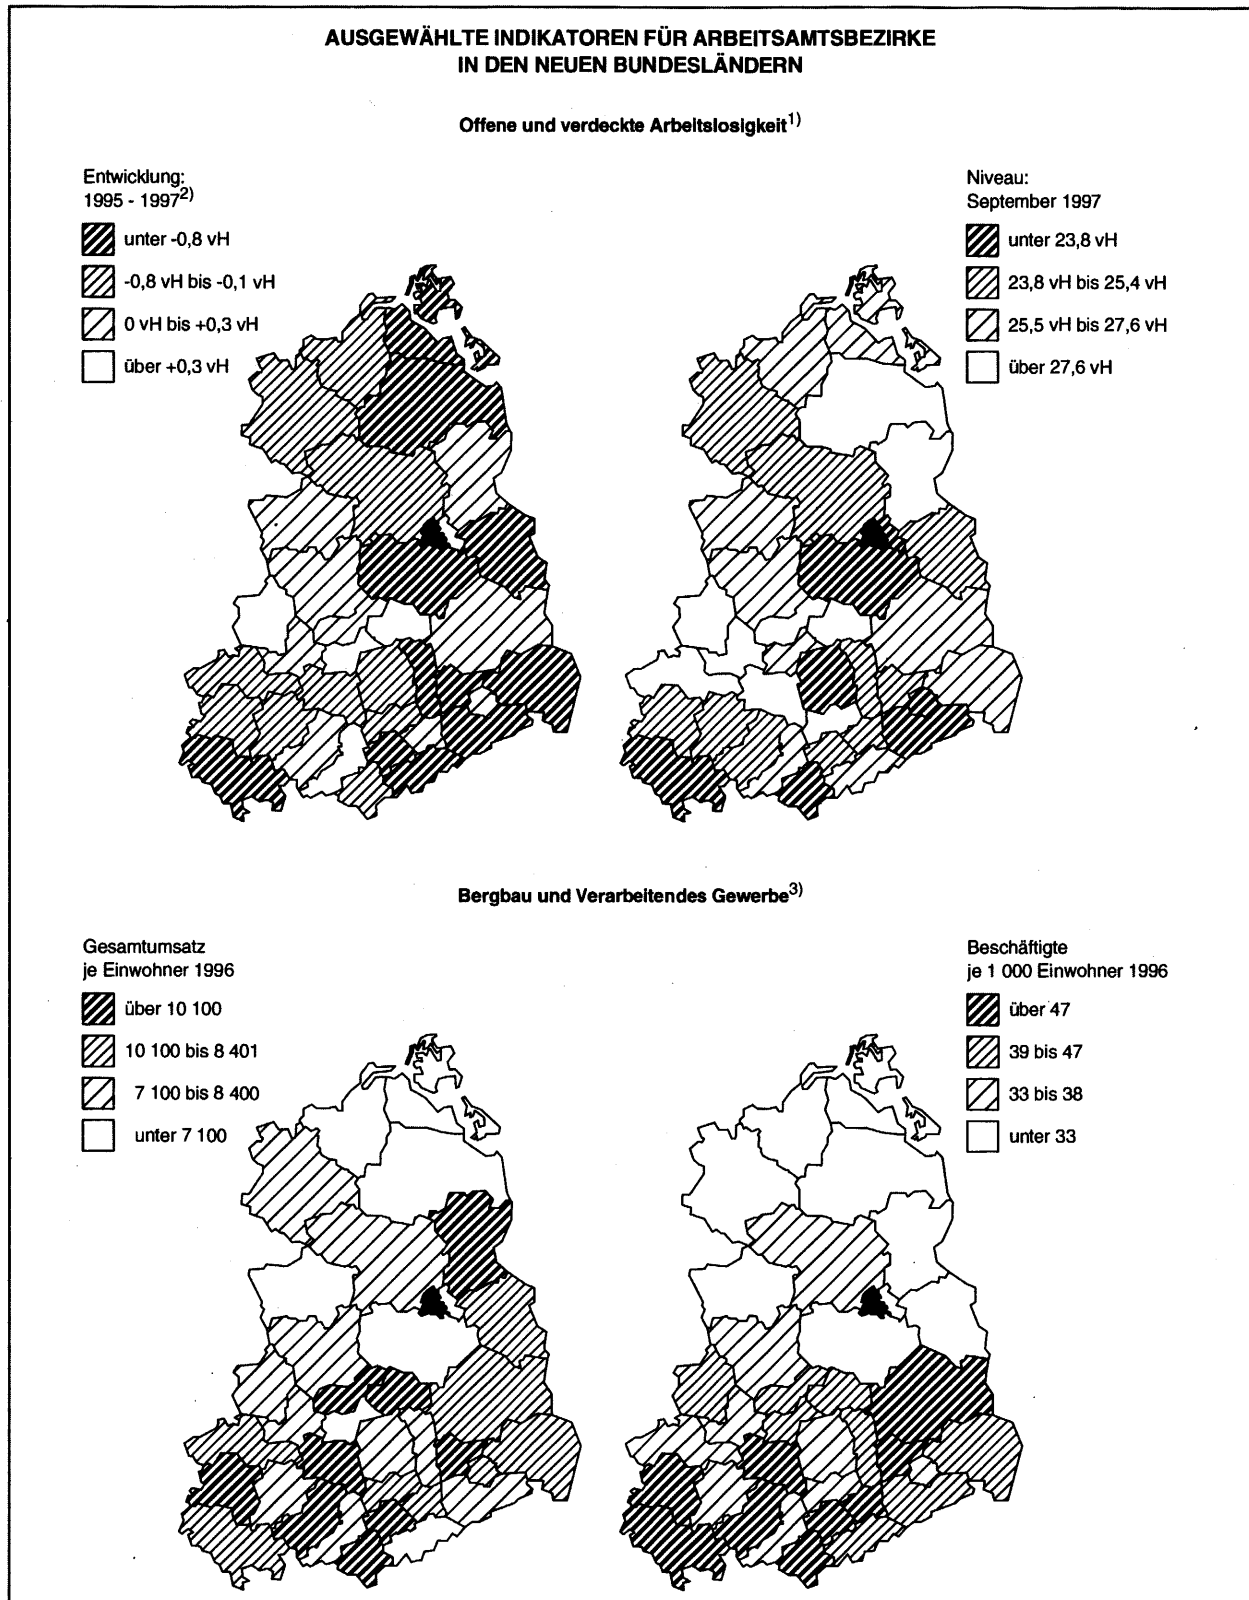 AUSGEWÄHLTE INDIKATOREN FÜR ARBEITSAMTSBEZIRKE
IN DEN NEUEN BUNDESLÄNDERN
Offene und verdeckte Arbeitslosigkeit1)
Entwicklung:
1995 - 19972)
unter -0,8 vH
-0,8 vH bis -0,1 vH
0 vH bis +0,3 vH
über +0,3 vH
Niveau:
September 1997
unter 23,8 vH
23,8 vH bis 25,4 vH
25,5 vH bis 27,6 vH
über 27,6 vH
Bergbau und Verarbeitendes Gewerbe3)
Gesamtumsatz
je Einwohner 1996
über 10 100
10 100 bis 8 401
7 100 bis 8 400
unter 7 100
Beschäftigte
je 1 000 Einwohner 1996
über 47
39 bis 47
33 bis 38
unter 33